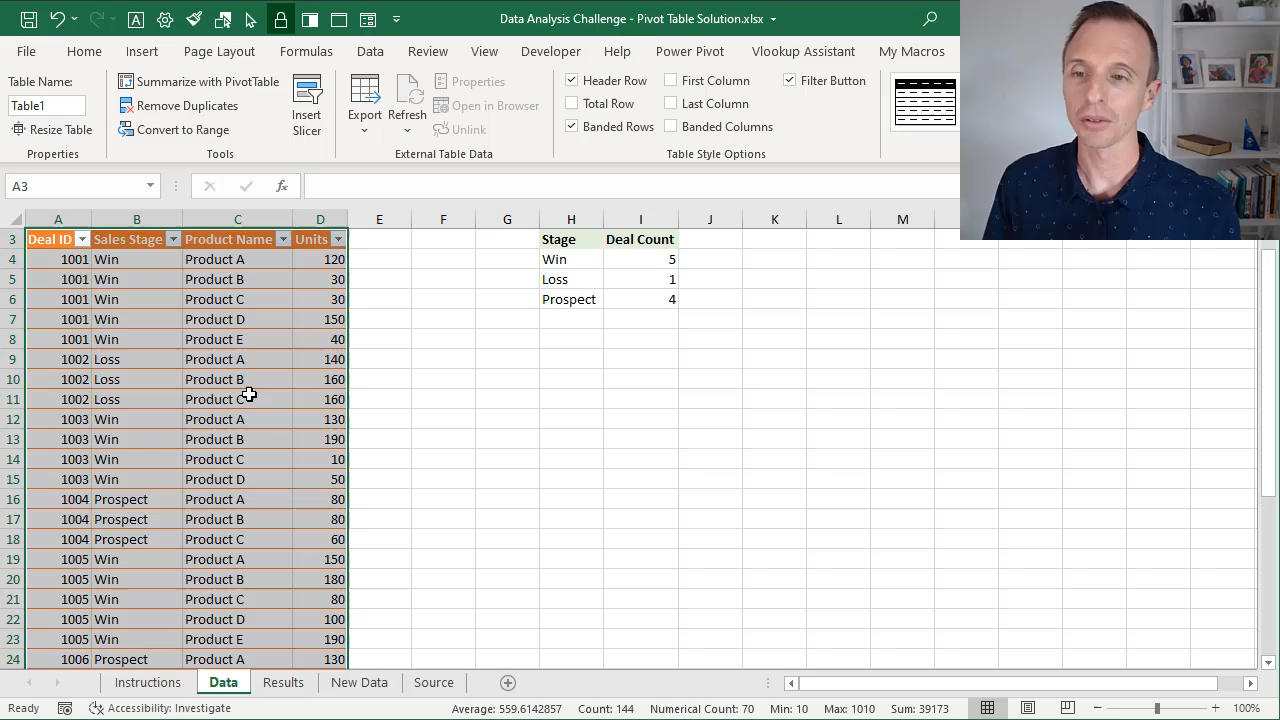 Data Analysis Challenge - Pivot Table Solution.xlsx
File Home Insert Page Layout Formulas Data Review View Developer Help Power Pivot Vlookup Assistant My Macros
Table Name:
Table1
Resize Table
Properties
Summarize with PivotTable
Remove Duplicates
Convert to Range
Insert Slicer
Tools
Export
Refresh
Properties
Open in Browser
Unlink
External Table Data
Header Row First Column Filter Button
Total Row Last Column
Banded Rows Banded Columns
Table Style Options
A3
fx
A B C D E F G H I J K L M
3 Deal ID Sales Stage Product Name Units Stage Deal Count
4 1001 Win Product A 120 Win 5
5 1001 Win Product B 30 Loss 1
6 1001 Win Product C 30 Prospect 4
7 1001 Win Product D 150
8 1001 Win Product E 40
9 1002 Loss Product A 140
10 1002 Loss Product B 160
11 1002 Loss Product C 160
12 1003 Win Product A 130
13 1003 Win Product B 190
14 1003 Win Product C 10
15 1003 Win Product D 50
16 1004 Prospect Product A 80
17 1004 Prospect Product B 80
18 1004 Prospect Product C 60
19 1005 Win Product A 150
20 1005 Win Product B 180
21 1005 Win Product C 80
22 1005 Win Product D 100
23 1005 Win Product E 190
24 1006 Prospect Product A 130
Instructions Data Results New Data Source
Ready Accessibility: Investigate Average: 559.6142857 Count: 144 Numerical Count: 70 Min: 10 Max: 1010 Sum: 39173 100%